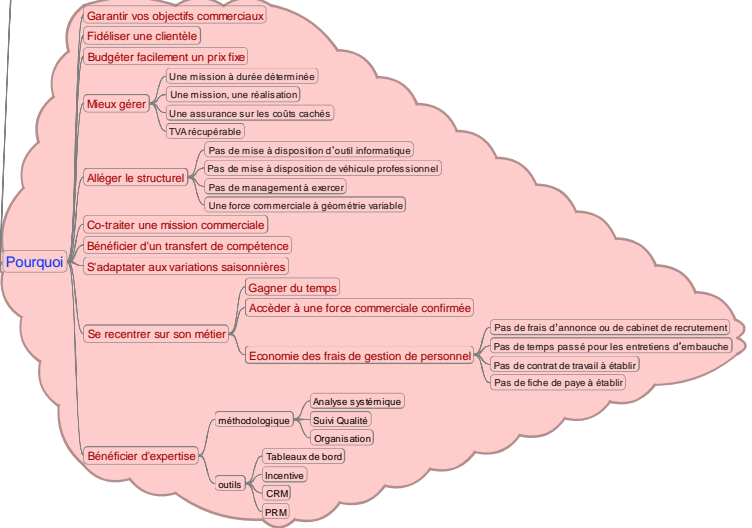 Pourquoi
Garantir vos objectifs commerciaux
Fidéliser une clientèle
Budgéter facilement un prix fixe
Mieux gérer
Une mission à durée déterminée
Une mission, une réalisation
Une assurance sur les coûts cachés
TVA récupérable
Alléger le structurel
Pas de mise à disposition d'outil informatique
Pas de mise à disposition de véhicule professionnel
Pas de management à exercer
Une force commerciale à géométrie variable
Co-traiter une mission commerciale
Bénéficier d'un transfert de compétence
S'adaptater aux variations saisonnières
Se recentrer sur son métier
Gagner du temps
Accèder à une force commerciale confirmée
Economie des frais de gestion de personnel
Pas de frais d'annonce ou de cabinet de recrutement
Pas de temps passé pour les entretiens d'embauche
Pas de contrat de travail à établir
Pas de fiche de paye à établir
Bénéficier d'expertise
méthodologique
Analyse systémique
Suivi Qualité
Organisation
outils
Tableaux de bord
Incentive
CRM
PRM